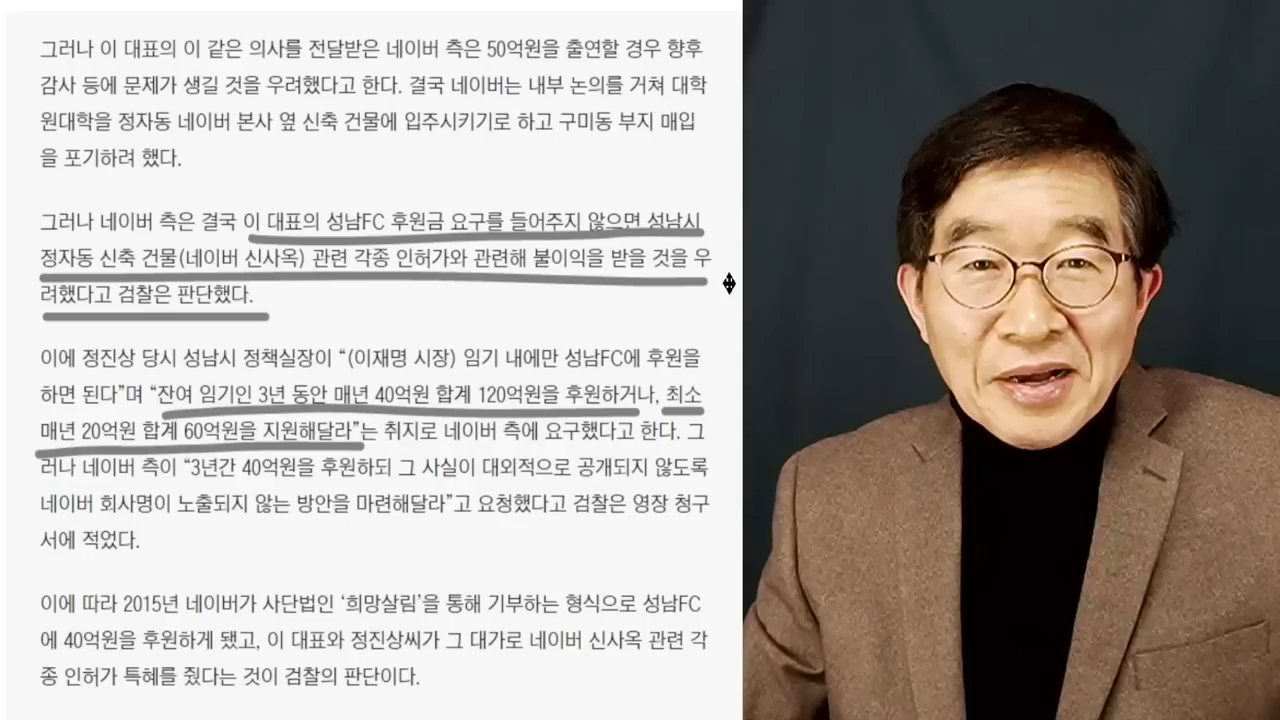 그러나 이 대표의 이 같은 의사를 전달받은 네이버 측은 50억원을 출연할 경우 향후
감사 등에 문제가 생길 것을 우려했다고 한다. 결국 네이버는 내부 논의를 거쳐 대학
원대학을 정자동 네이버 본사 옆 신축 건물에 입주시키기로 하고 구미동 부지 매입
을 포기하려 했다.
그러나 네이버 측은 결국 이 대표의 성남FC 후원금 요구를 들어주지 않으면 성남시
정자동 신축 건물(네이버 신사옥) 관련 각종 인허가와 관련해 불이익을 받을 것을 우
려했다고 검찰은 판단했다.
이에 정진상 당시 성남시 정책실장이 “(이재명 시장) 임기 내에만 성남FC에 후원을
하면 된다”며 “잔여 임기인 3년 동안 매년 40억원 합계 120억원을 후원하거나, 최소
매년 20억원 합계 60억원을 지원해달라”는 취지로 네이버 측에 요구했다고 한다. 그
러나 네이버 측이 “3년간 40억원을 후원하되 그 사실이 대외적으로 공개되지 않도록
네이버 회사명이 노출되지 않는 방안을 마련해달라”고 요청했다고 검찰은 영장 청구
서에 적었다.
이에 따라 2015년 네이버가 사단법인 ‘희망살림’을 통해 기부하는 형식으로 성남FC
에 40억원을 후원하게 됐고, 이 대표와 정진상씨가 그 대가로 네이버 신사옥 관련 각
종 인허가 특혜를 줬다는 것이 검찰의 판단이다.